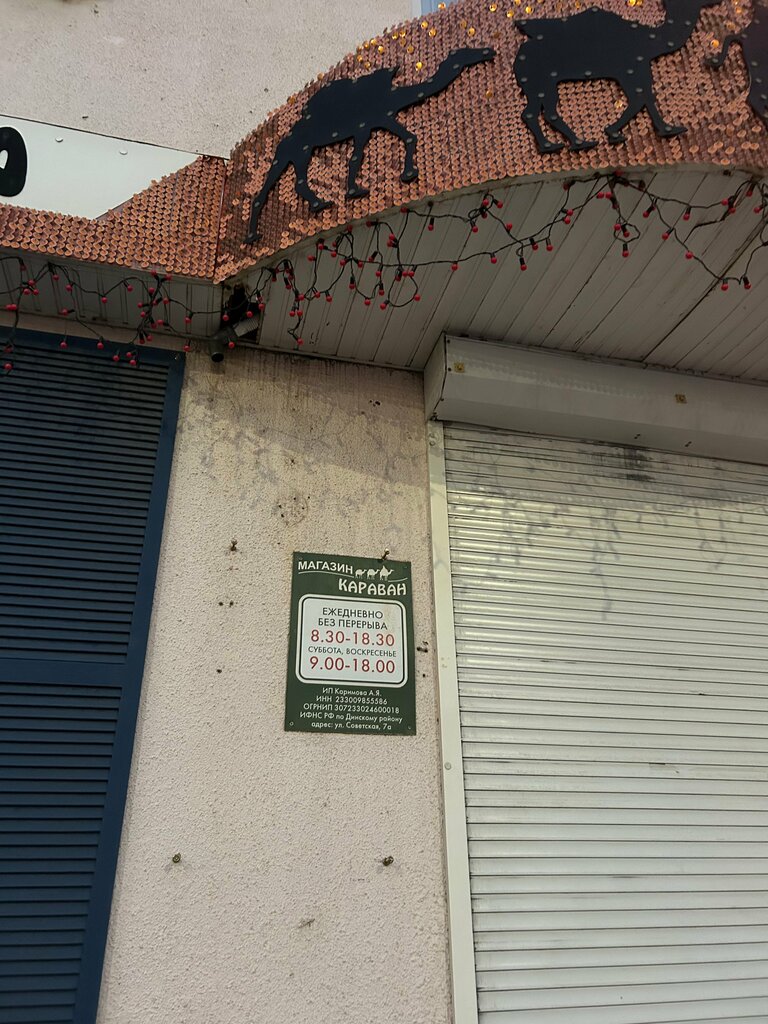 МАГАЗИН
КАРАВАН
ЕЖЕДНЕВНО
БЕЗ ПЕРЕРЫВА
8.30-18.30
СУББОТА, ВОСКРЕСЕНЬЕ
9.00-18.00
ИП Каримова А.Я.
ИНН 233009855586
ОГРНИП 307233024600018
ИФНС РФ по Динскому району
адрес: ул. Советская, 7а